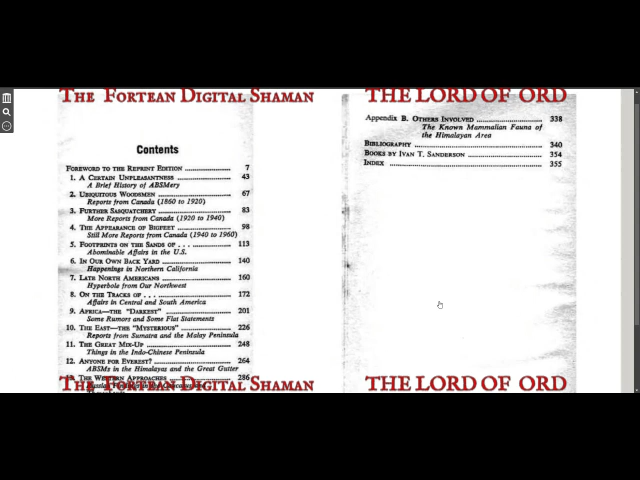 THE FORTEAN DIGITAL SHAMAN
Contents
FOREWORD TO THE REPRINT EDITION 7
1. A CERTAIN UNPLEASANTNESS 43
A Brief History of ABSMery
2. UBIQUITOUS WOODSMEN 67
Reports from Canada (1860 to 1920)
3. FURTHER SASQUATCHERY 83
More Reports from Canada (1920 to 1940)
4. THE APPEARANCE OF BIGFEET 98
Still More Reports from Canada (1940 to 1960)
5. FOOTPRINTS ON THE SANDS OF . . . 113
Abominable Affairs in the U.S.
6. IN OUR OWN BACK YARD 140
Happenings in Northern California
7. LATE NORTH AMERICANS 160
Hyperbole from Our Northwest
8. ON THE TRACKS OF . . . 172
Affairs in Central and South America
9. AFRICA—THE "DARKEST" 201
Some Rumors and Some Flat Statements
10. THE EAST—THE "MYSTERIOUS" 226
Reports from Sumatra and the Malay Peninsula
11. THE GREAT MIX-UP 248
Things in the Indo-Chinese Peninsula
12. ANYONE FOR EVEREST? 264
ABSMs in the Himalayas and the Great Gutter
13. THE WESTERN APPROACHES 286
THE FORTEAN DIGITAL SHAMAN
THE LORD OF ORD
Appendix B. OTHERS INVOLVED 338
The Known Mammalian Fauna of
the Himalayan Area
BIBLIOGRAPHY 340
BOOKS BY IVAN T. SANDERSON 354
INDEX 355
THE LORD OF ORD